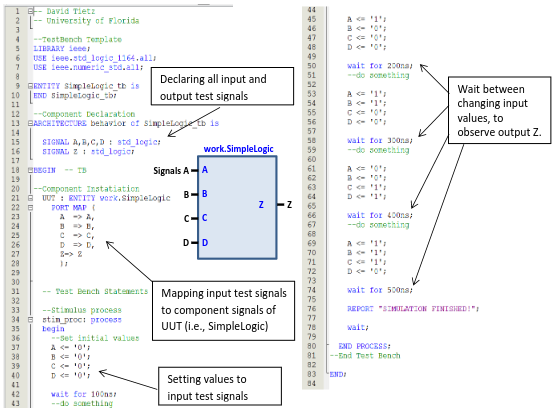 1 -- David Tietz
2 -- University of Florida
3
4 --TestBench Template
5 LIBRARY ieee;
6 USE ieee.std_logic_1164.all;
7 USE ieee.numeric_std.all;
8
9 ENTITY SimpleLogic_tb is
10 END SimpleLogic_tb;
11
12 --Component Declaration
13 ARCHITECTURE behavior of SimpleLogic_tb is
14
15 SIGNAL A,B,C,D : std_logic;
16 SIGNAL Z : std_logic;
17
18 BEGIN -- TB
19
20 --Component Instatiation
21 UUT : ENTITY work.SimpleLogic
22 PORT MAP (
23 A => A,
24 B => B,
25 C => C,
26 D => D,
27 Z=> Z
28 );
29
30
31 -- Test Bench Statements
32
33 --Stimulus process
34 stim_proc: process
35 begin
36 --Set initial values
37 A <= '0';
38 B <= '0';
39 C <= '0';
40 D <= '0';
41
42 wait for 100ns;
43 --do something
Declaring all input and
output test signals
work.SimpleLogic
Signals A
A
B
B
C
C
D
D
Z
Z
Mapping input test signals
to component signals of
UUT (i.e., SimpleLogic)
Setting values to
input test signals
44
45 A <= '1';
46 B <= '0';
47 C <= '0';
48 D <= '0';
49
50 wait for 200ns;
51 --do something
52
53 A <= '1';
54 B <= '1';
55 C <= '0';
56 D <= '0';
57
58 wait for 300ns;
59 --do something
60
61 A <= '0';
62 B <= '0';
63 C <= '1';
64 D <= '1';
65
66 wait for 400ns;
67 --do something
68
69 A <= '1';
70 B <= '1';
71 C <= '1';
72 D <= '0';
73
74 wait for 500ns;
75
76 REPORT "SIMULATION FINISHED!";
77
78 wait;
79
80 END PROCESS;
81 --End Test Bench
82
83 END;
84
Wait between
changing input
values, to
observe output Z.